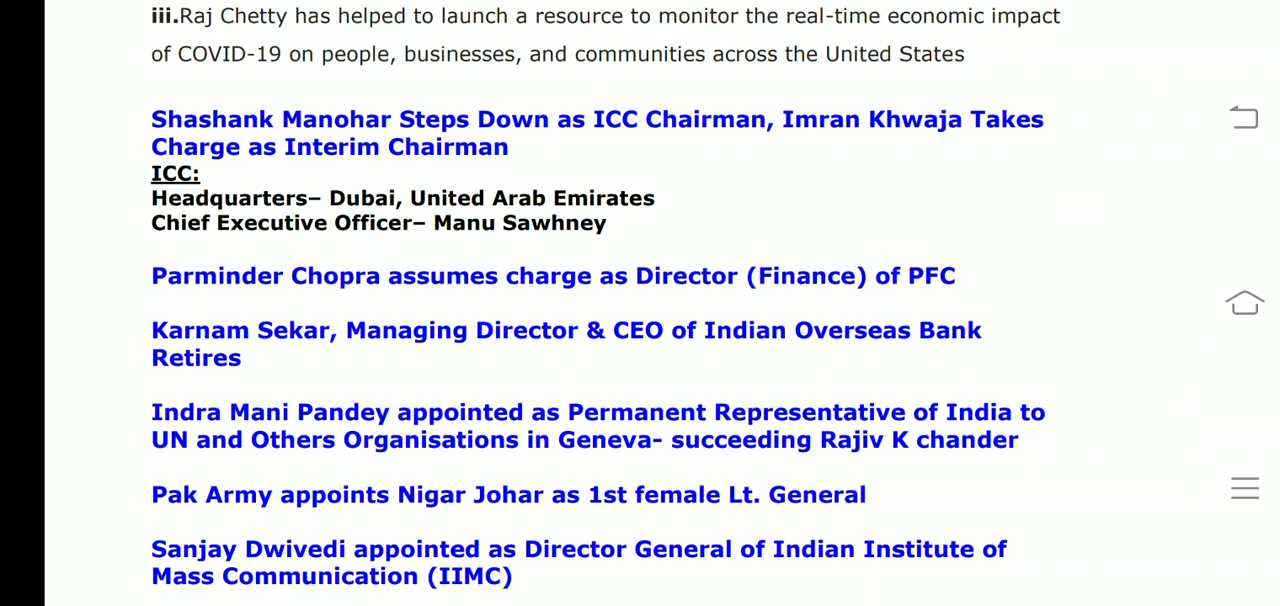 iii.Raj Chetty has helped to launch a resource to monitor the real-time economic impact
of COVID-19 on people, businesses, and communities across the United States
Shashank Manohar Steps Down as ICC Chairman, Imran Khwaja Takes
Charge as Interim Chairman
ICC:
Headquarters– Dubai, United Arab Emirates
Chief Executive Officer– Manu Sawhney
Parminder Chopra assumes charge as Director (Finance) of PFC
Karnam Sekar, Managing Director & CEO of Indian Overseas Bank
Retires
Indra Mani Pandey appointed as Permanent Representative of India to
UN and Others Organisations in Geneva- succeeding Rajiv K chander
Pak Army appoints Nigar Johar as 1st female Lt. General
Sanjay Dwivedi appointed as Director General of Indian Institute of
Mass Communication (IIMC)